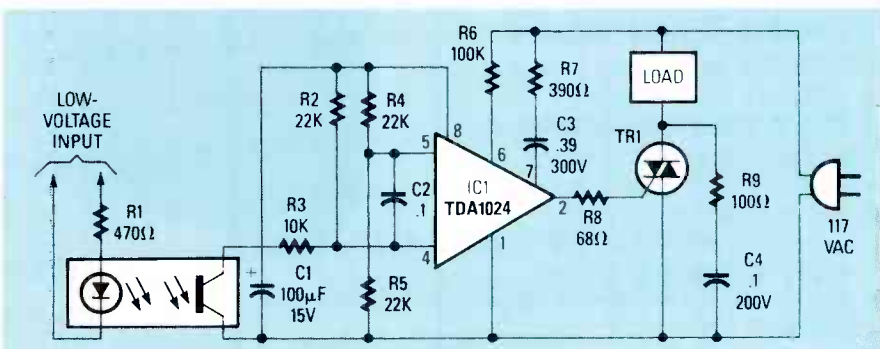 LOW-
VOLTAGE
INPUT
R1
470Ω
R2
22K
R3
10K
C1
100µF
15V
+
R4
22K
R5
22K
C2
.1
5
4
8
6
7
2
1
IC1
TDA1024
R6
100K
R7
390Ω
C3
.39
300V
R8
68Ω
TR1
LOAD
R9
100Ω
C4
.1
200V
117
VAC